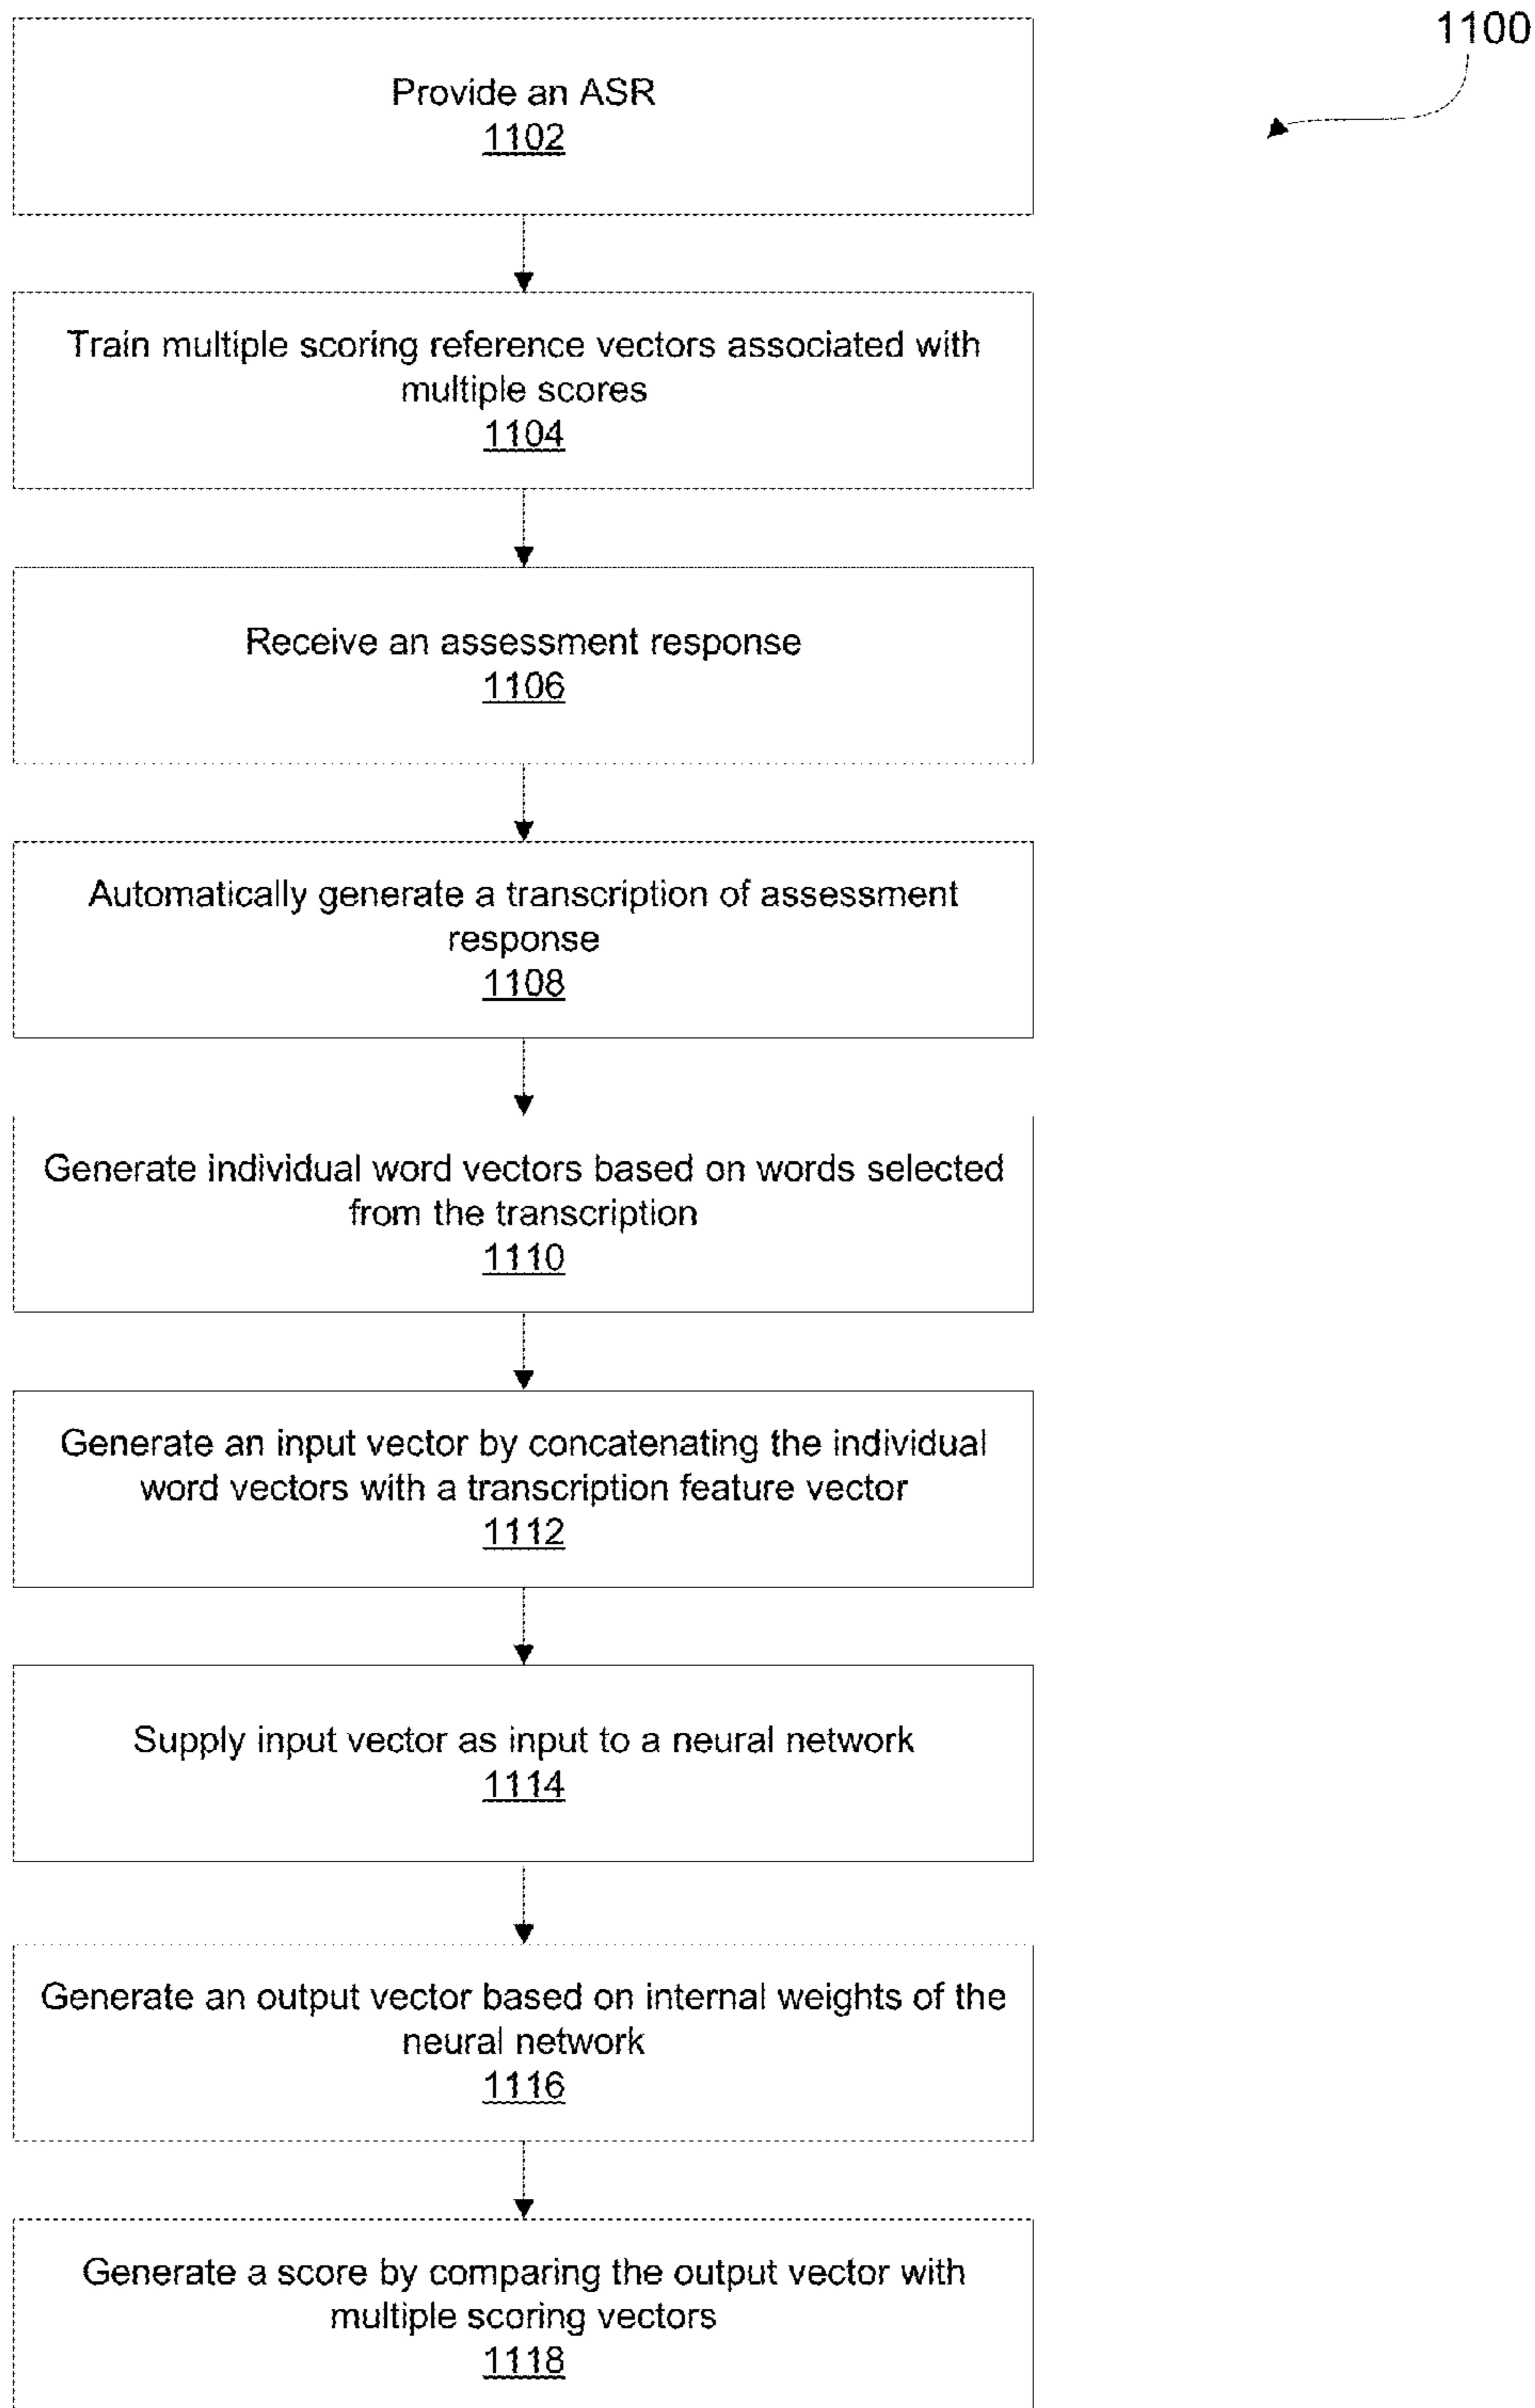 1100
Provide an ASR
1102
Train multiple scoring reference vectors associated with
multiple scores
1104
Receive an assessment response
1106
Automatically generate a transcription of assessment
response
1108
Generate individual word vectors based on words selected
from the transcription
1110
Generate an input vector by concatenating the individual
word vectors with a transcription feature vector
1112
Supply input vector as input to a neural network
1114
Generate an output vector based on internal weights of the
neural network
1116
Generate a score by comparing the output vector with
multiple scoring vectors
1118